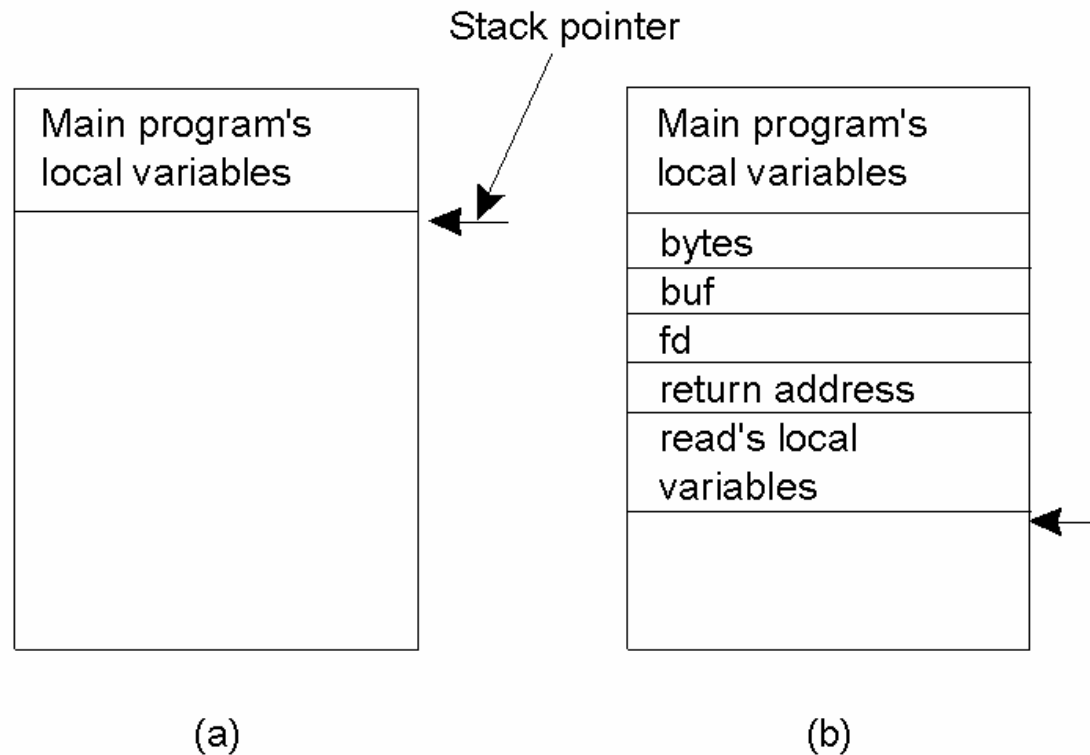 Stack pointer
Main program's
local variables
Main program's
local variables
bytes
buf
fd
return address
read's local
variables
(a)
(b)